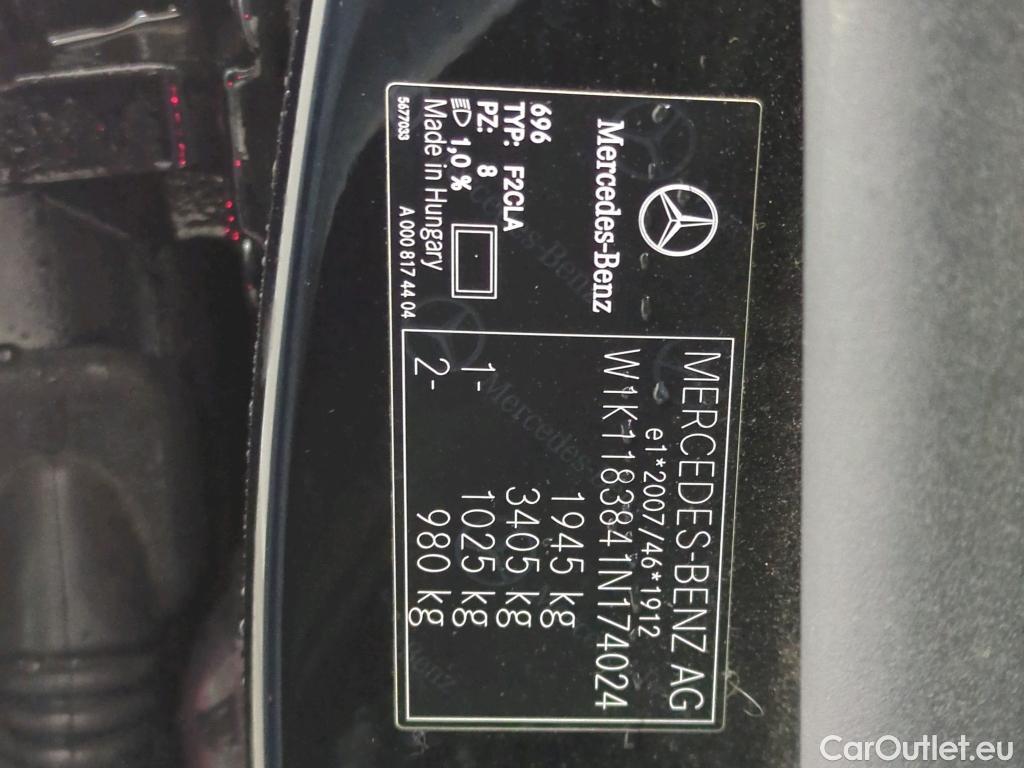 Mercedes-Benz
696
TYP: F2CLA
PZ: 8
1,0 %
Made in Hungary
5677033 A 000 817 44 04
MERCEDES-BENZ AG
e1*2007/46*1912
W1K1183841N174024
1945 kg
3405 kg
1- 1025 kg
2- 980 kg
CarOutlet.eu